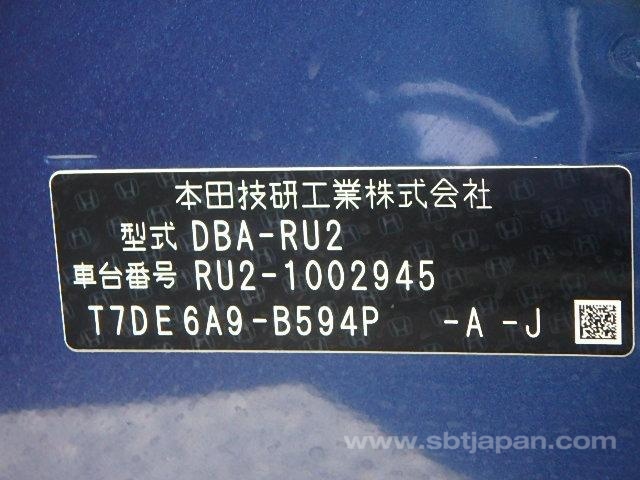 本田技研工業株式会社
型式 DBA-RU2
車台番号 RU2-1002945
T7DE6A9-B594P -A -J
www.sbtjapan.com